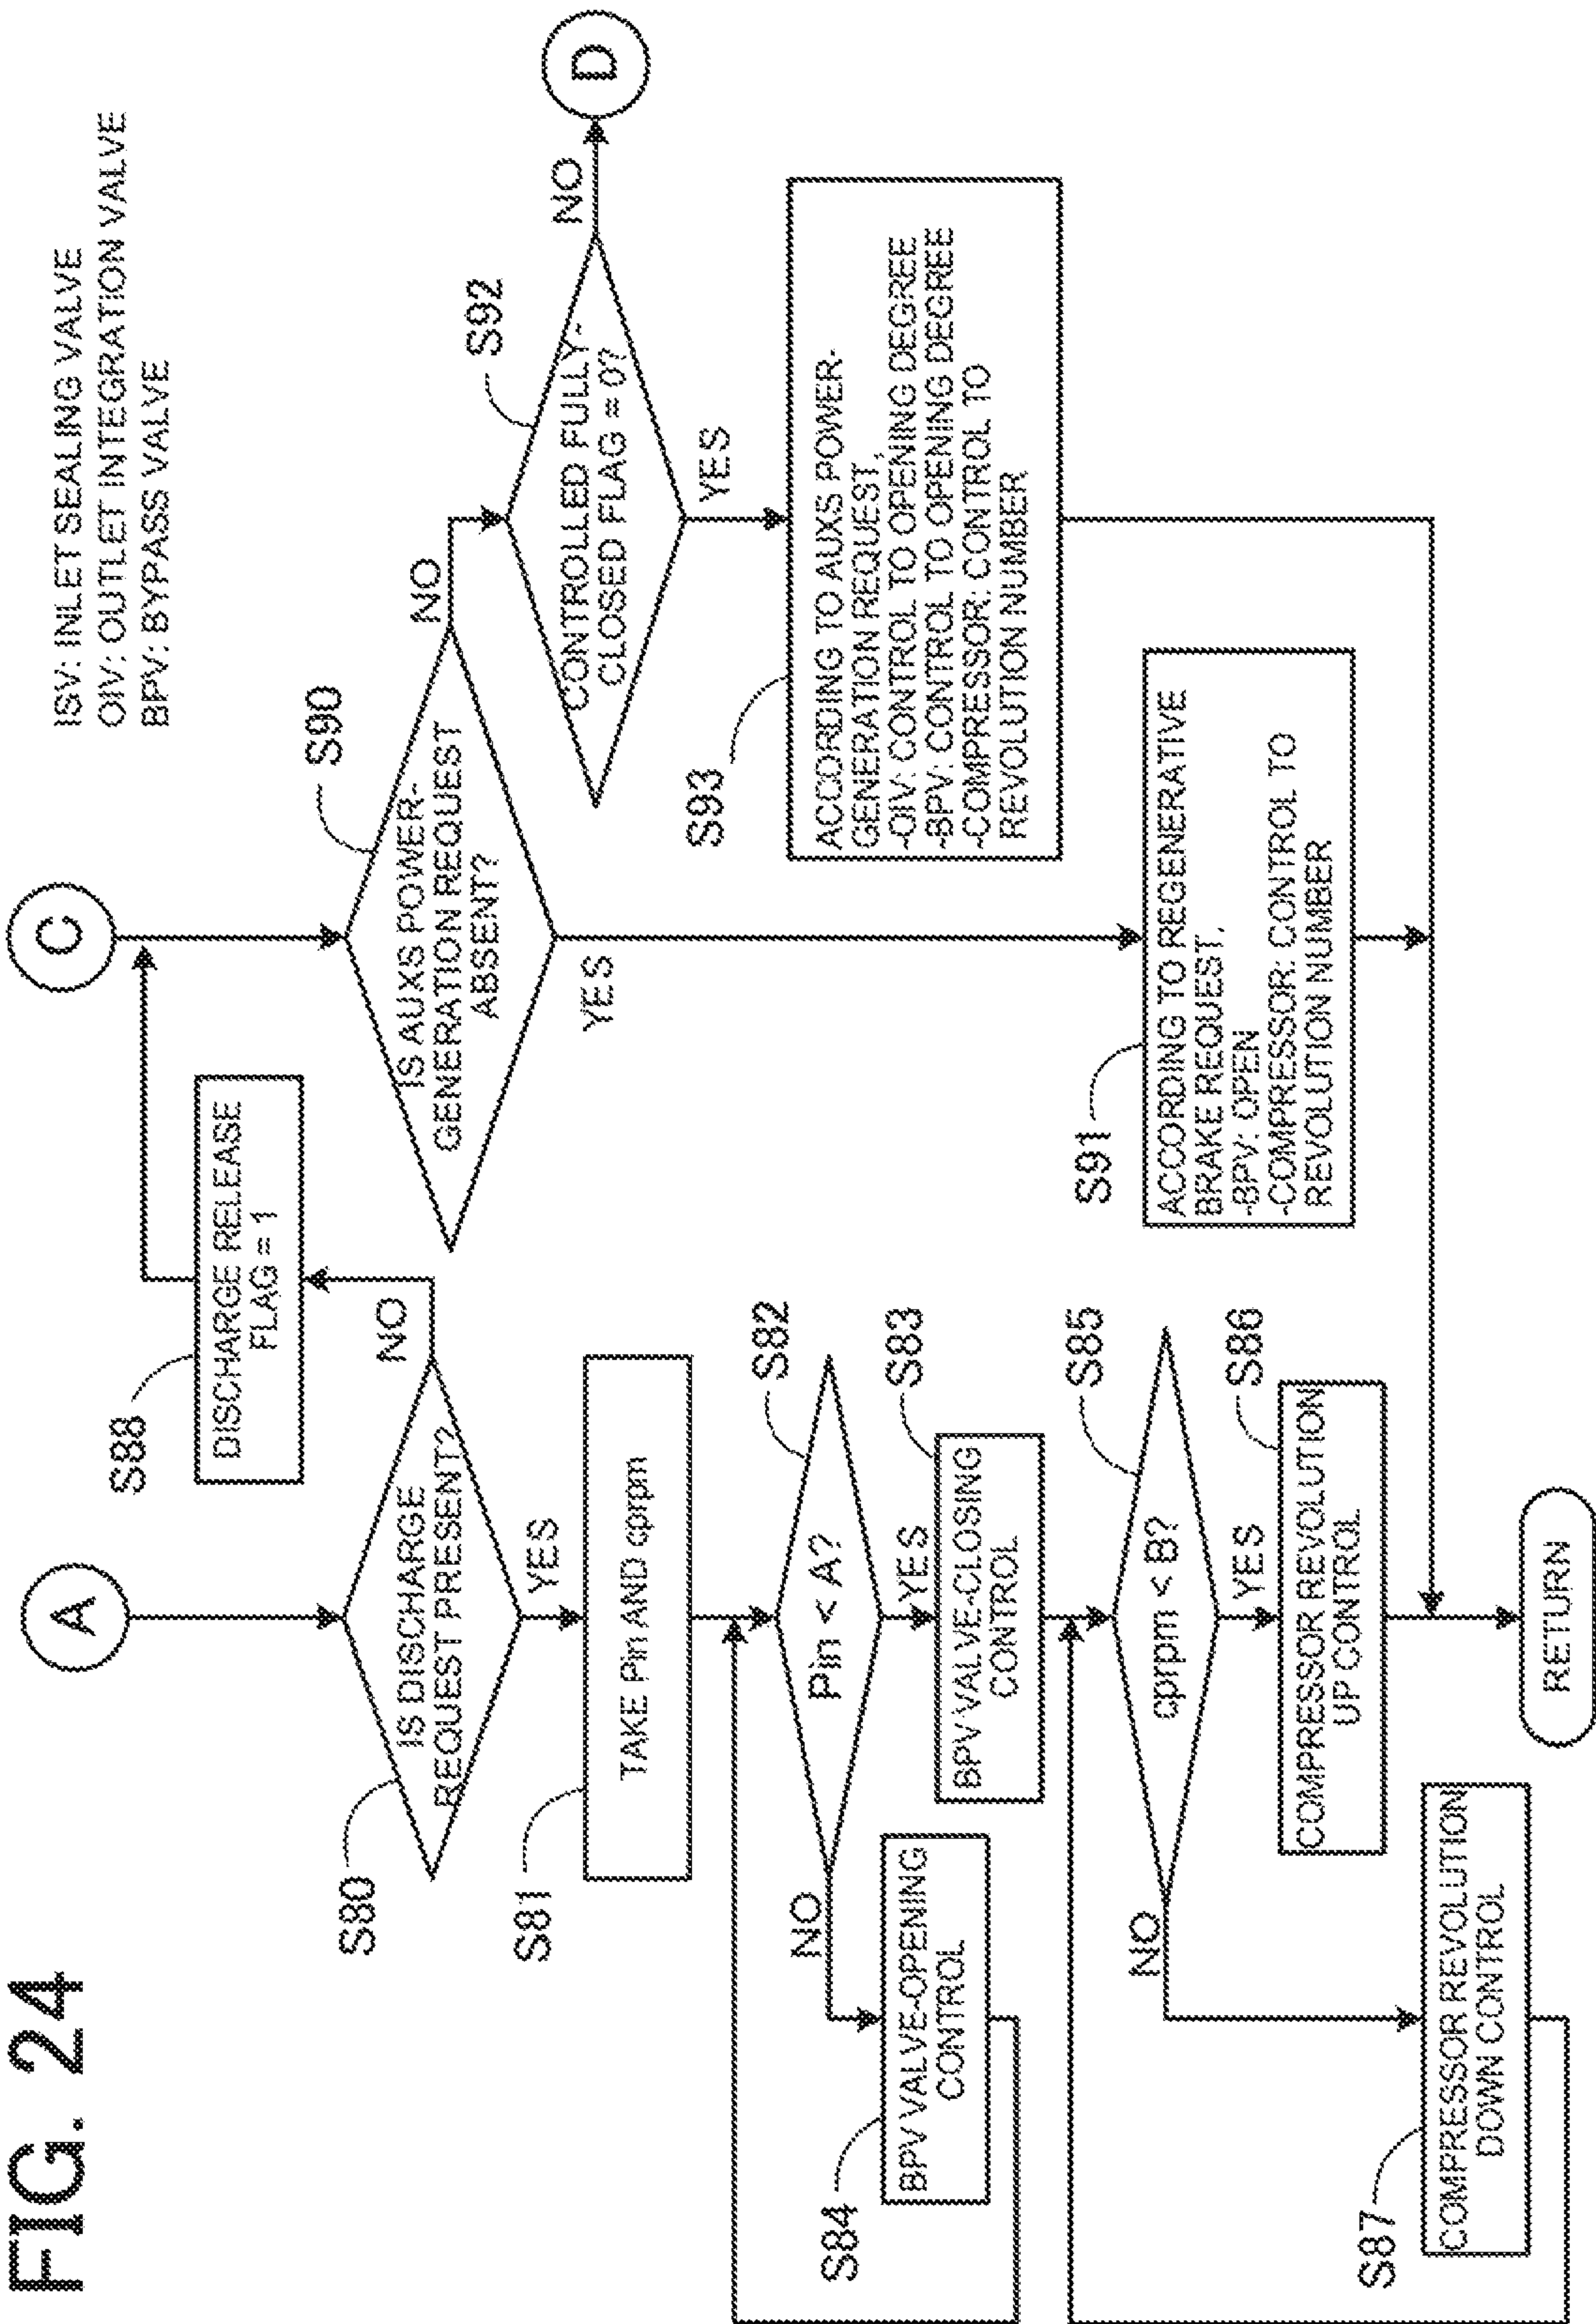 FIG. 24
ISV: INLET SEALING VALVE
OIV: OUTLET INTEGRATION VALVE
BPV: BYPASS VALVE
A
S80
IS DISCHARGE
REQUEST PRESENT?
NO
YES
S88
DISCHARGE RELEASE
FLAG = 1
S81
TAKE Pin AND cprpm
S82
Pin < A?
NO
YES
S83
BPV VALVE-CLOSING
CONTROL
S84
BPV VALVE-OPENING
CONTROL
S85
cprpm < B?
NO
YES
S86
COMPRESSOR REVOLUTION
UP CONTROL
S87
COMPRESSOR REVOLUTION
DOWN CONTROL
RETURN
C
S90
IS AUXS POWER-
GENERATION REQUEST
ABSENT?
NO
YES
S91
ACCORDING TO REGENERATIVE
BRAKE REQUEST,
-BPV: OPEN
-COMPRESSOR: CONTROL TO
REVOLUTION NUMBER
S92
CONTROLLED FULLY-
CLOSED FLAG = 0?
NO
YES
D
S93
ACCORDING TO AUXS POWER-
GENERATION REQUEST,
-OIV: CONTROL TO OPENING DEGREE
-BPV: CONTROL TO OPENING DEGREE
-COMPRESSOR: CONTROL TO
REVOLUTION NUMBER